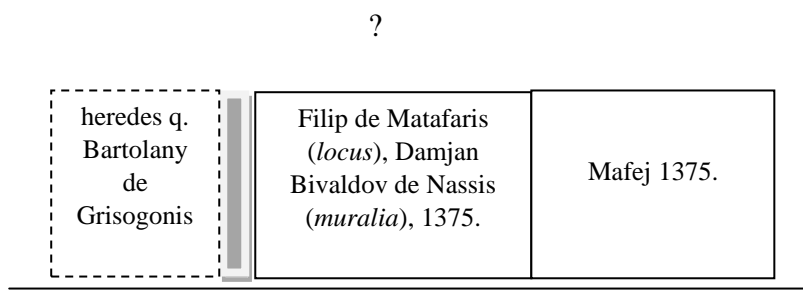 ?
heredes q.
Bartolany
de
Grisogonis
Filip de Matafaris
(locus), Damjan
Bivaldov de Nassis
(muralia), 1375.
Mafej 1375.